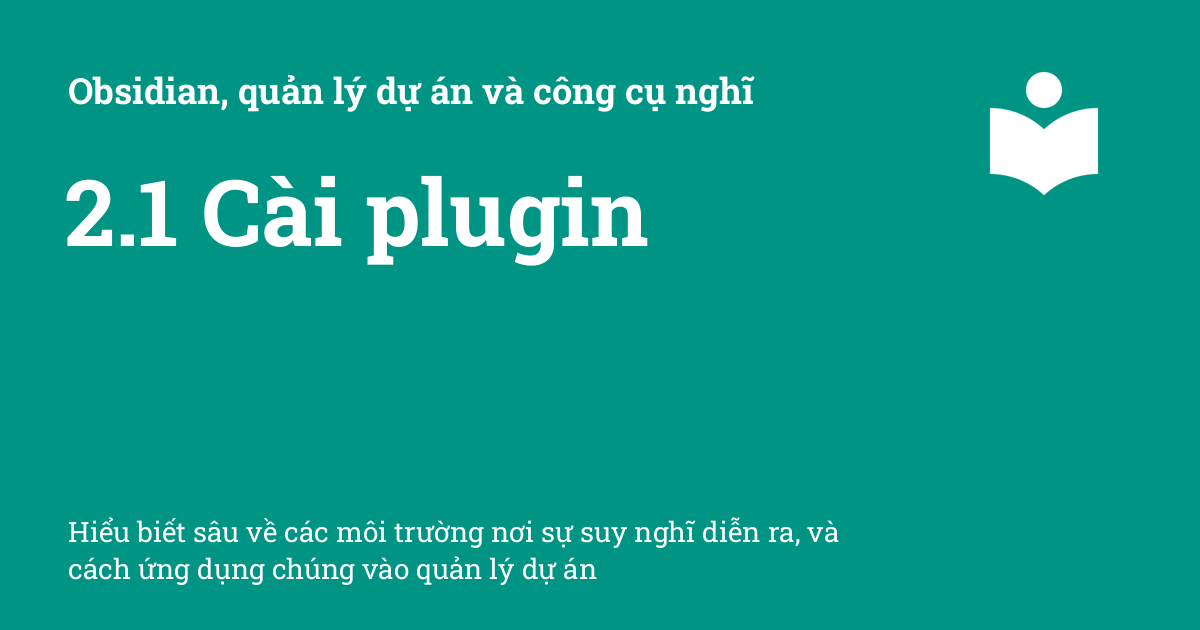 Obsidian, quản lý dự án và công cụ nghĩ
2.1 Cài plugin
Hiểu biết sâu về các môi trường nơi sự suy nghĩ diễn ra, và
cách ứng dụng chúng vào quản lý dự án